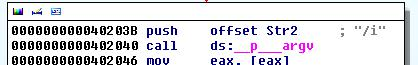 000000000040203B push    offset Str2     ; "/i"
0000000000402040 call    ds:__p___argv
0000000000402046 mov     eax, [eax]